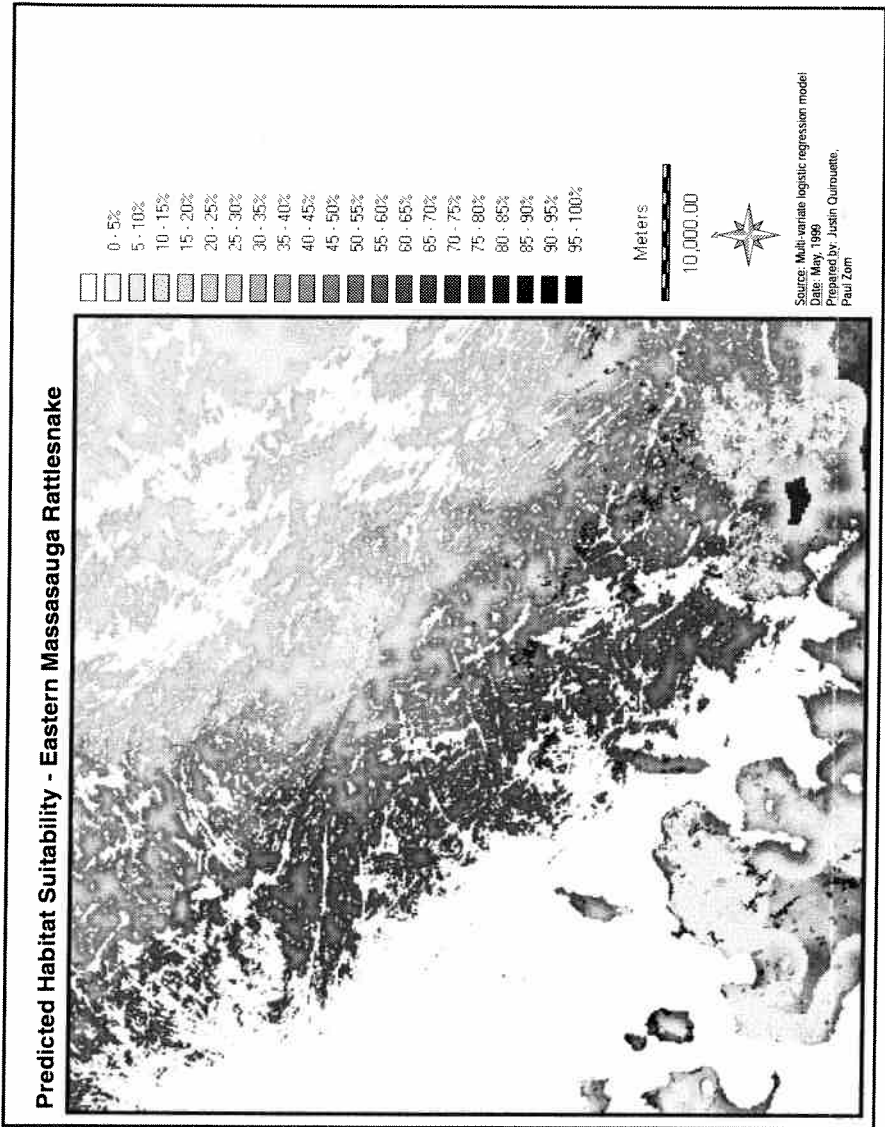 Predicted Habitat Suitability - Eastern Massasauga Rattlesnake
0 - 5%
5 - 10%
10 - 15%
15 - 20%
20 - 25%
25 - 30%
30 - 35%
35 - 40%
40 - 45%
45 - 50%
50 - 55%
55 - 60%
60 - 65%
65 - 70%
70 - 75%
75 - 80%
80 - 85%
85 - 90%
90 - 95%
95 - 100%
Meters
10,000.00
Source: Multi-variate logistic regression model
Date: May, 1999
Prepared by: Justin Quirouette,
Paul Zorn